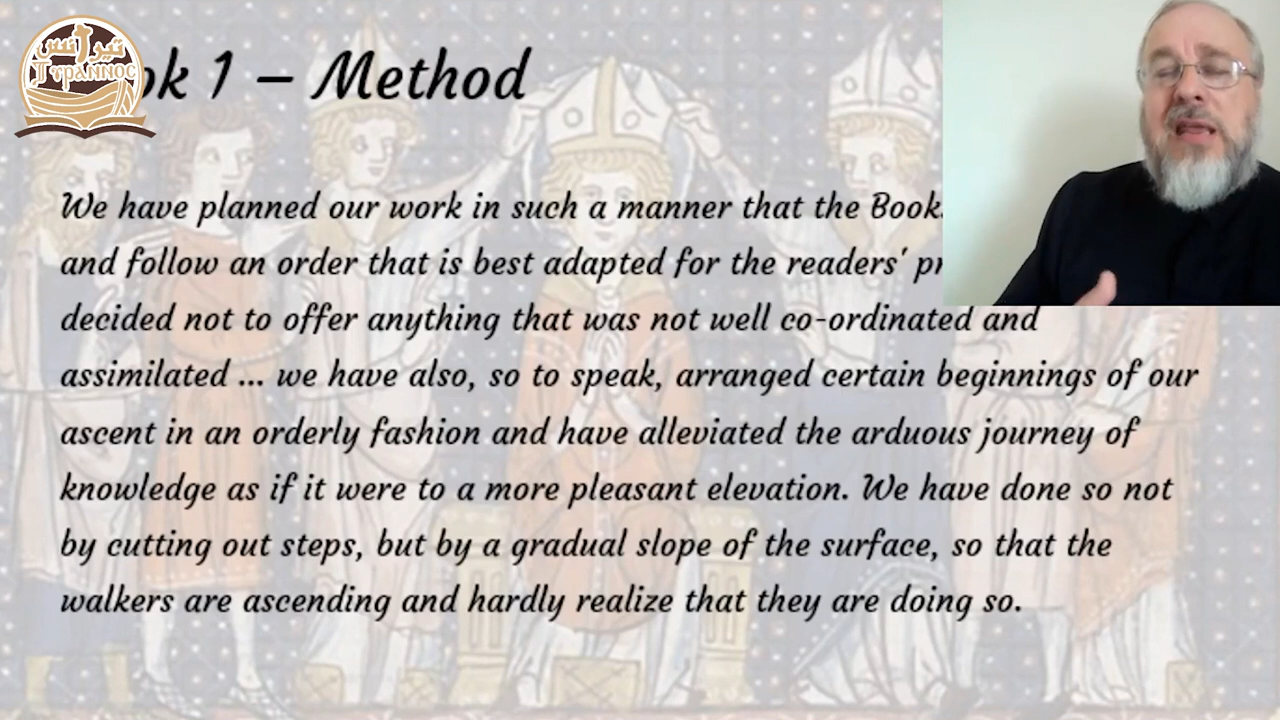 تيرانس
Τγραννος
ok 1 – Method
We have planned our work in such a manner that the Book
and follow an order that is best adapted for the readers'
decided not to offer anything that was not well co-ordinated and
assimilated ... we have also, so to speak, arranged certain beginnings of our
ascent in an orderly fashion and have alleviated the arduous journey of
knowledge as if it were to a more pleasant elevation. We have done so not
by cutting out steps, but by a gradual slope of the surface, so that the
walkers are ascending and hardly realize that they are doing so.